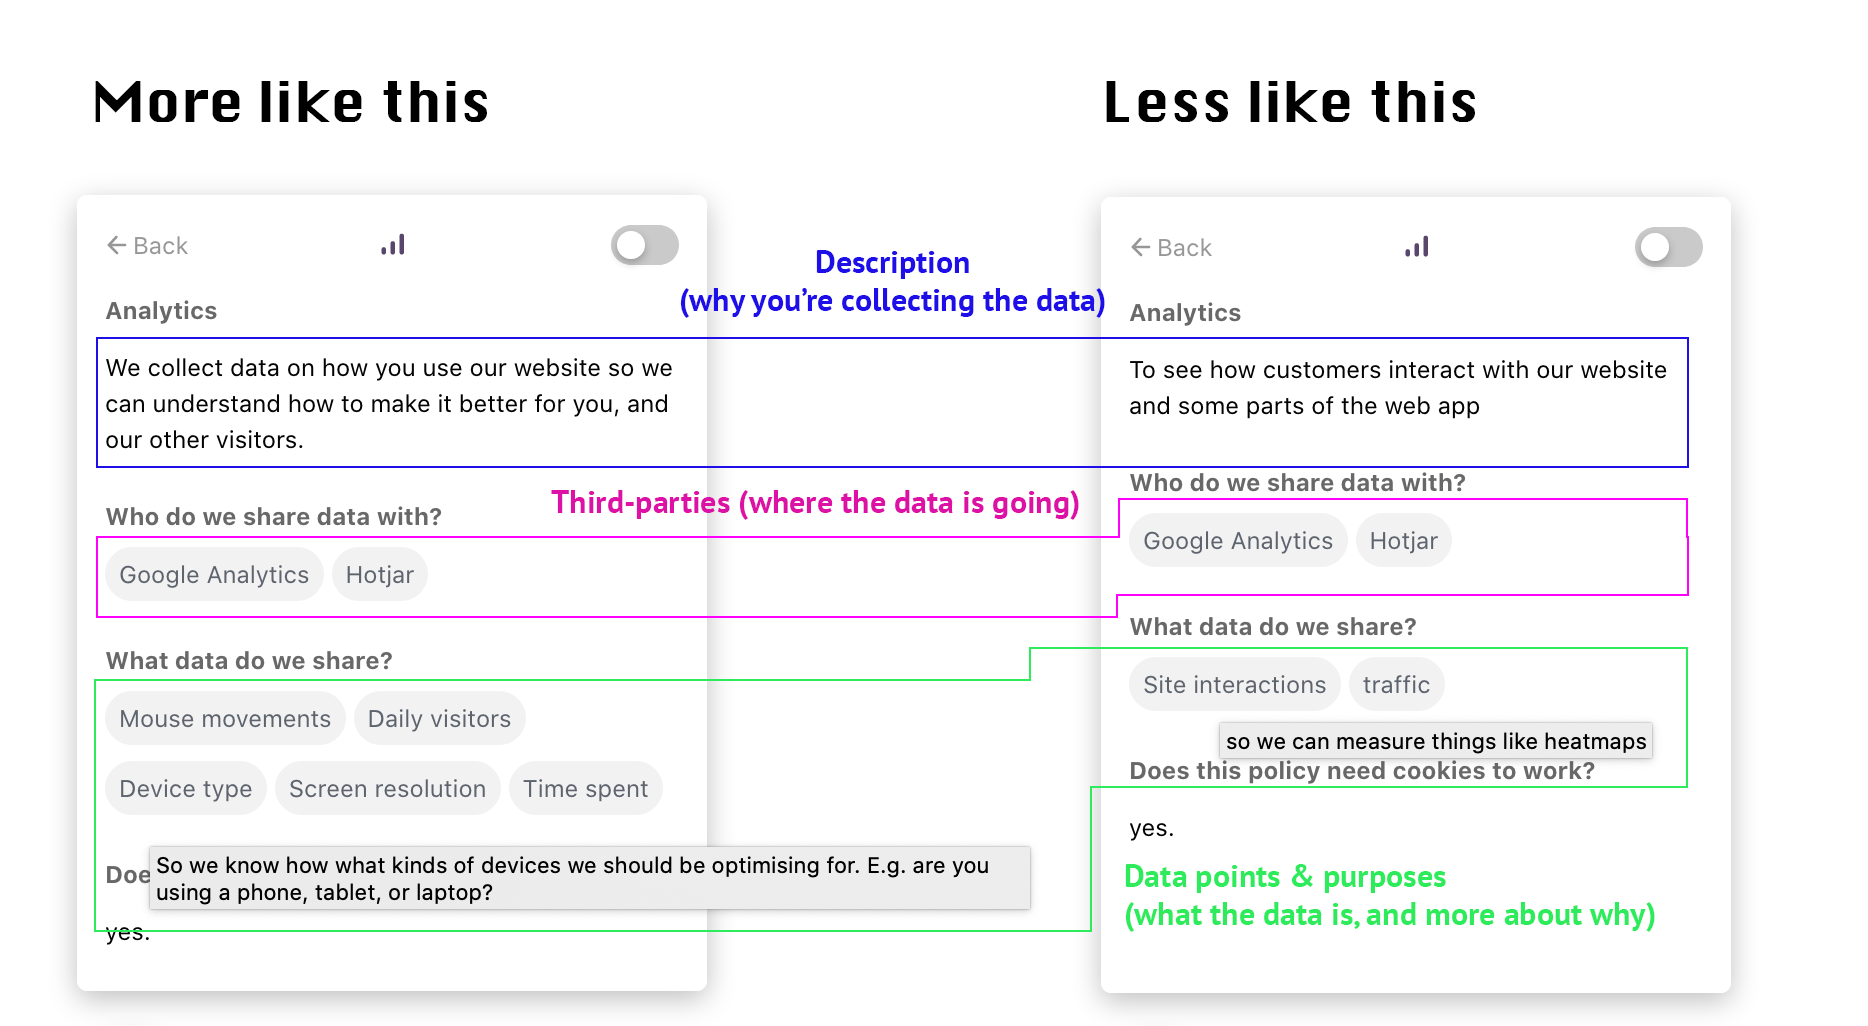 More like this
Less like this
Back
Analytics
We collect data on how you use our website so we
can understand how to make it better for you, and
our other visitors.
Who do we share data with?
Google Analytics Hotjar
What data do we share?
Mouse movements Daily visitors
Device type Screen resolution Time spent
Doe
So we know how what kinds of devices we should be optimising for. E.g. are you
using a phone, tablet, or laptop?
yes.
Description
(why you're collecting the data)
Third-parties (where the data is going)
Back
Analytics
To see how customers interact with our website
and some parts of the web app
Who do we share data with?
Google Analytics Hotjar
What data do we share?
Site interactions traffic
so we can measure things like heatmaps
Does this policy need cookies to work?
yes.
Data points & purposes
(what the data is, and more about why)